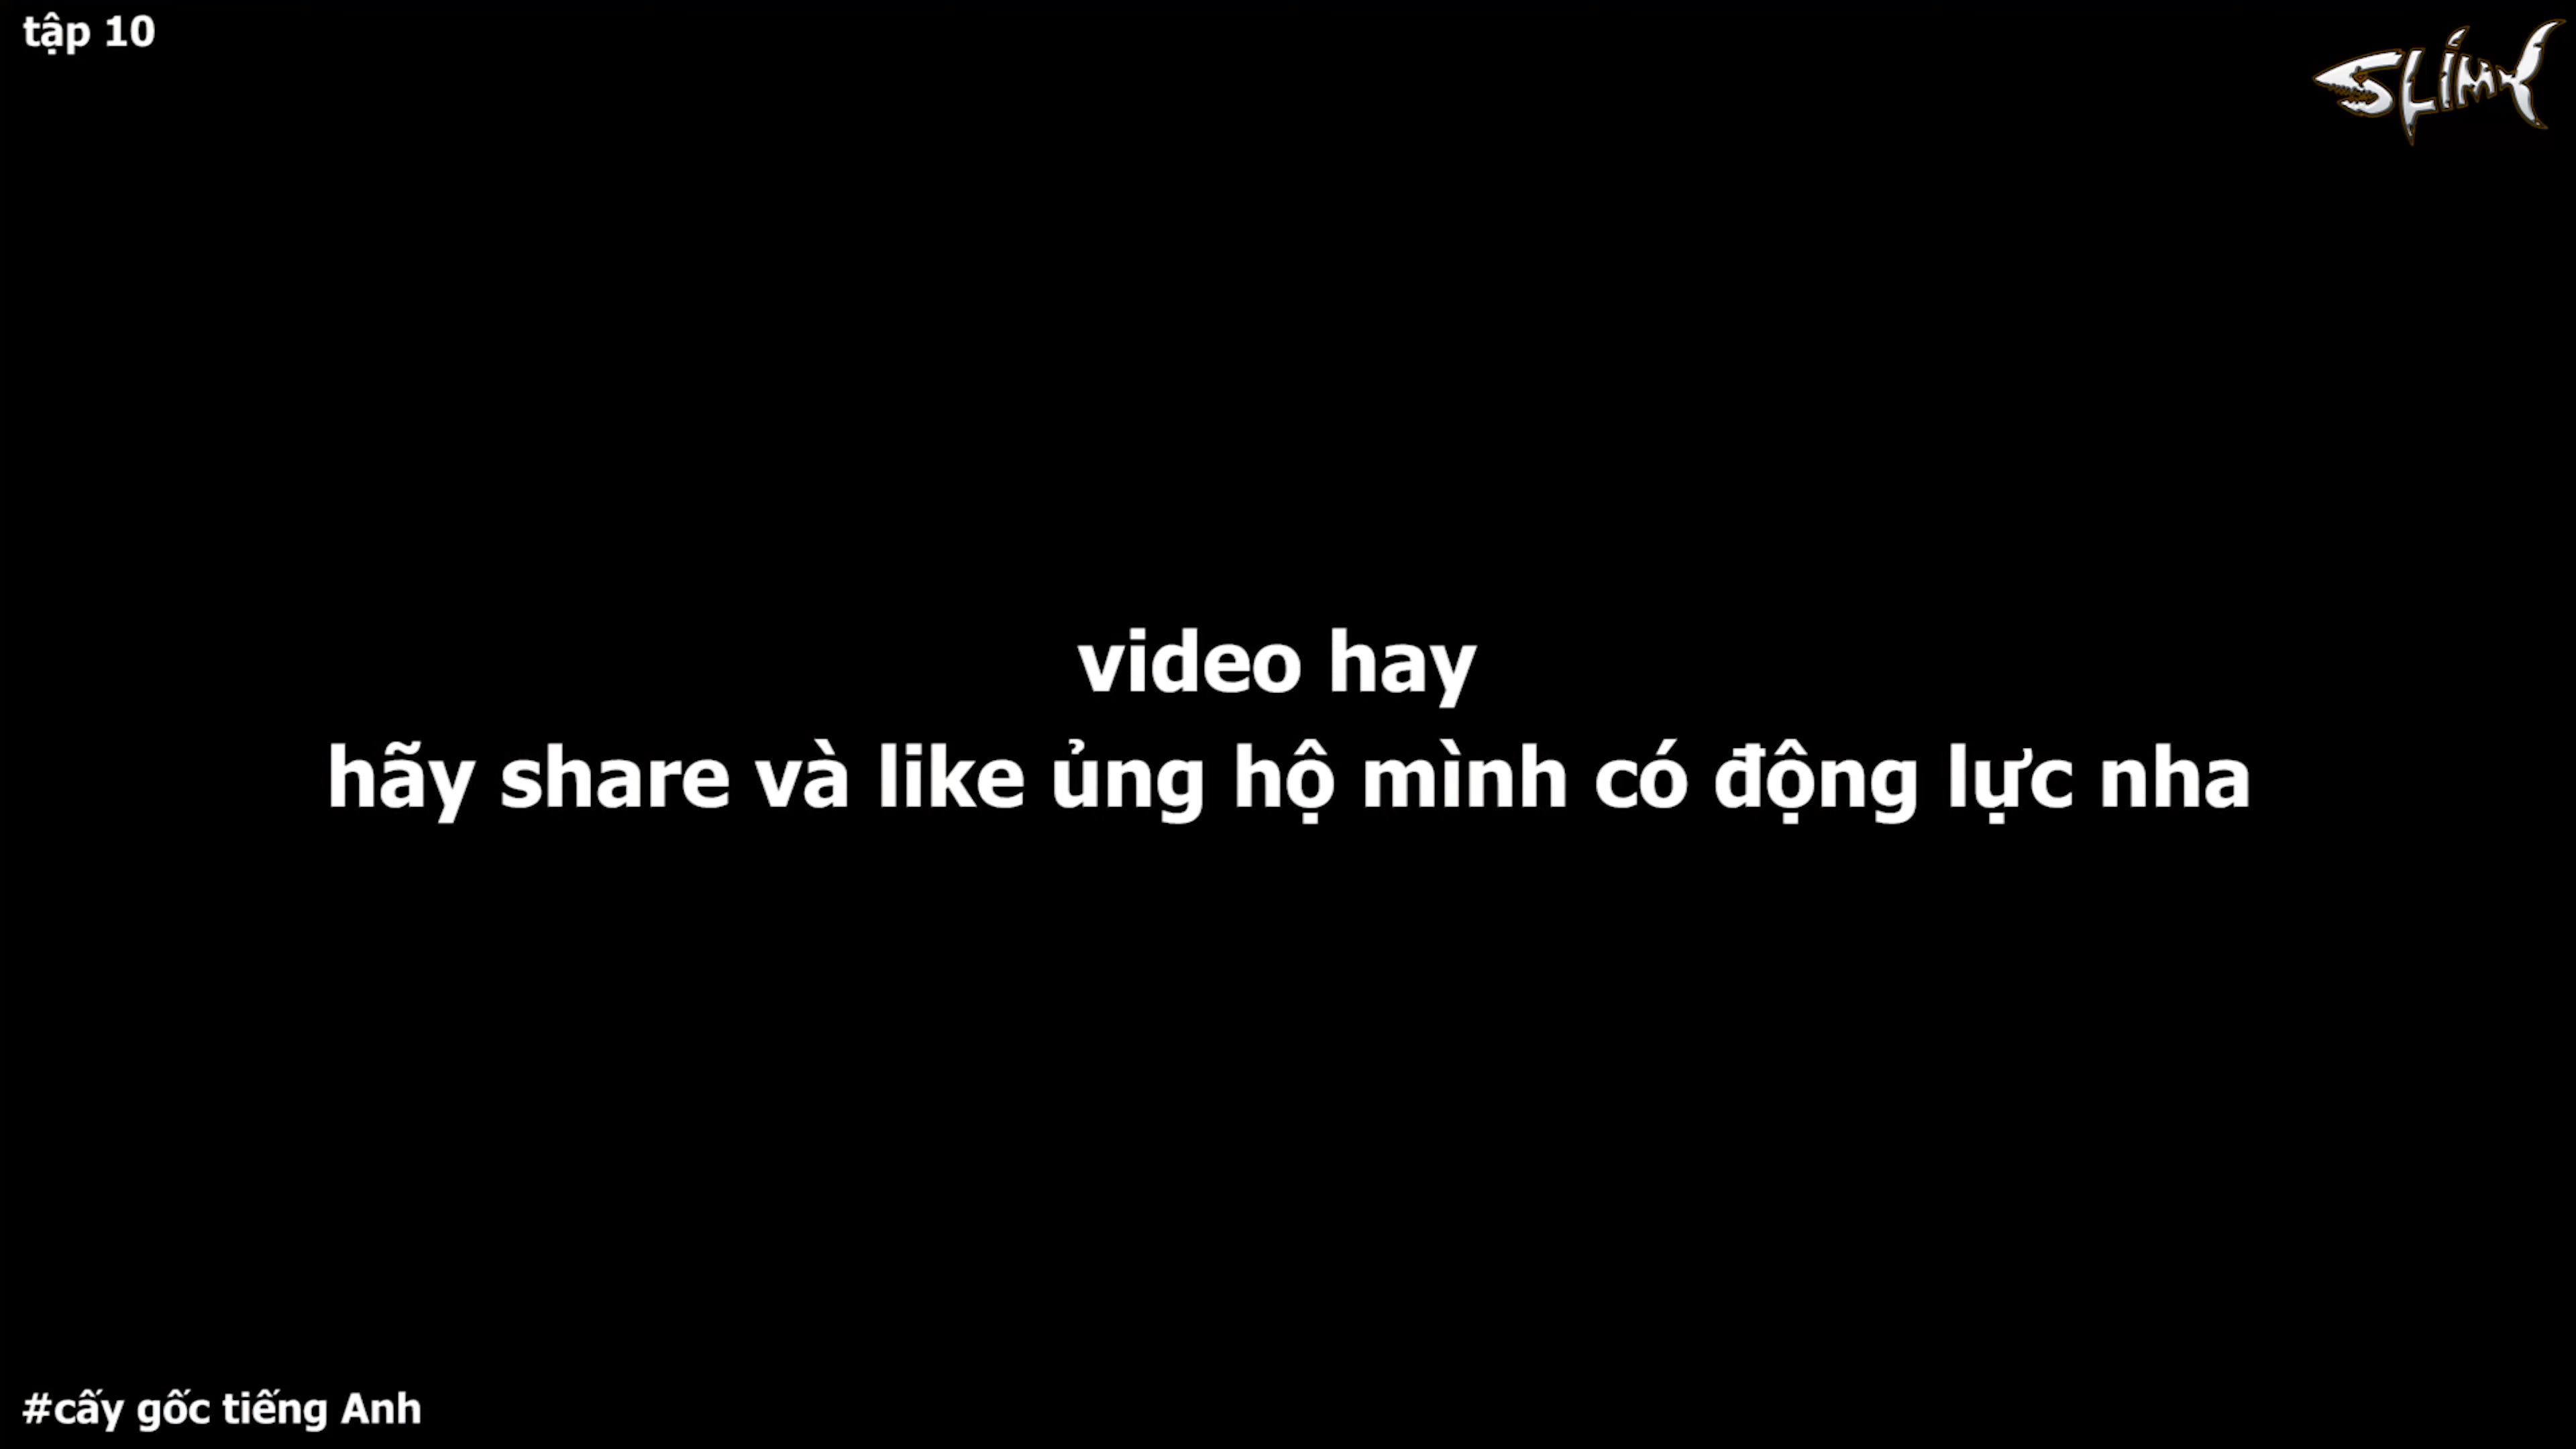 tập 10
SLIMY
video hay
hãy share và like ủng hộ mình có động lực nha
#cấy gốc tiếng Anh